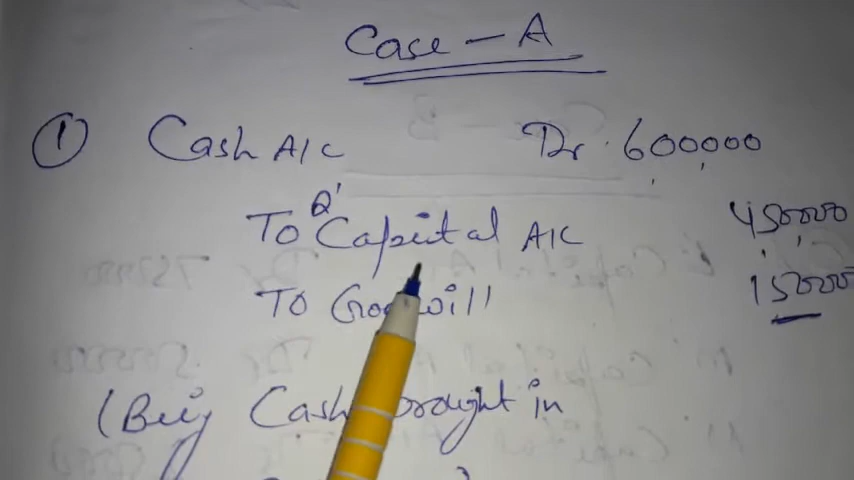 Case - A
① Cash A/c Dr. 600000
To Q' Capital A/c 450000
To Goodwill 150000
(Being Cash brought in